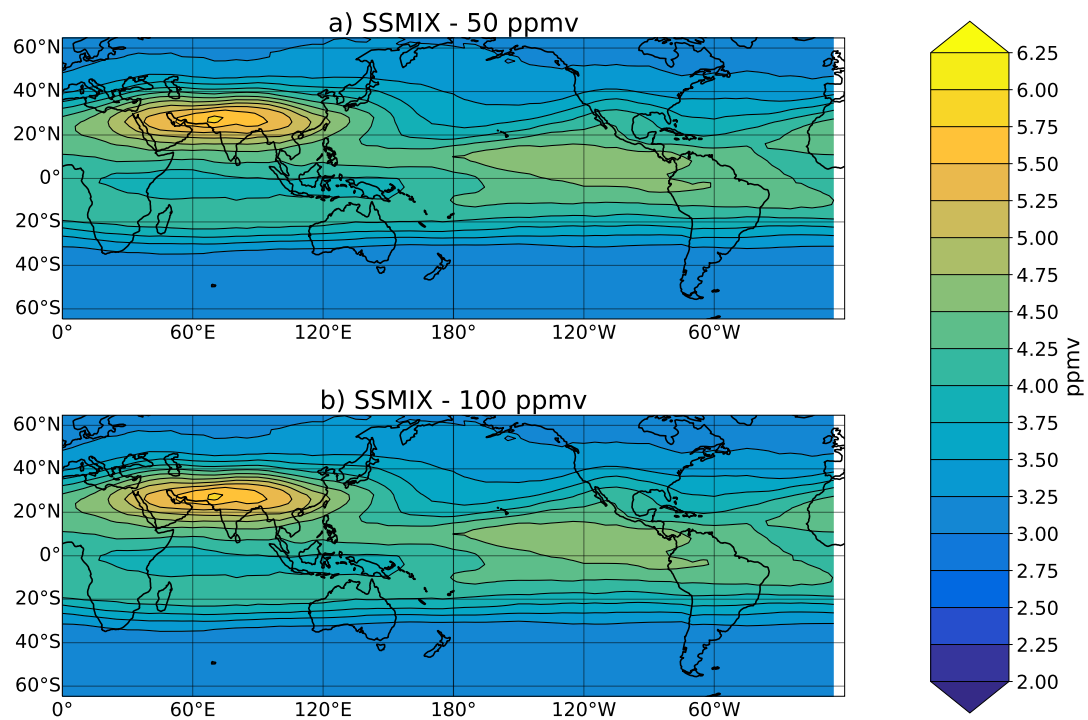 a) SSMIX - 50 ppmv
60°N
40°N
20°N
0°
20°S
40°S
60°S
0° 60°E 120°E 180° 120°W 60°W
b) SSMIX - 100 ppmv
60°N
40°N
20°N
0°
20°S
40°S
60°S
0° 60°E 120°E 180° 120°W 60°W
6.25
6.00
5.75
5.50
5.25
5.00
4.75
4.50
4.25
4.00
3.75
3.50
3.25
3.00
2.75
2.50
2.25
2.00
ppmv